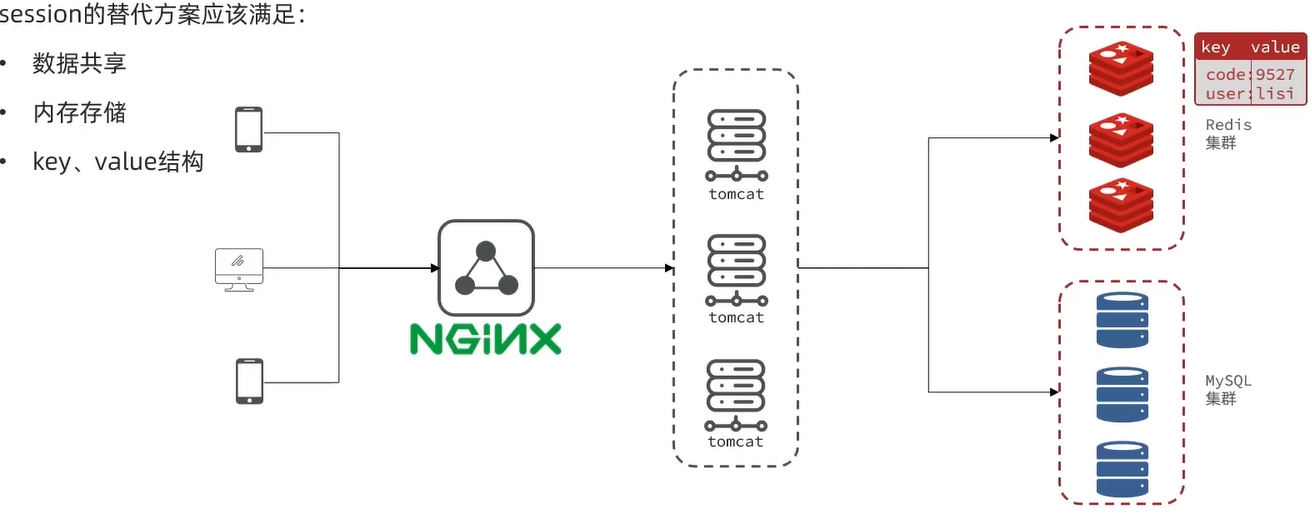 session的替代方案应该满足：
• 数据共享
• 内存存储
• key、value结构
NGINX
tomcat
tomcat
tomcat
key value
code:9527
user:lisi
Redis
集群
MySQL
集群